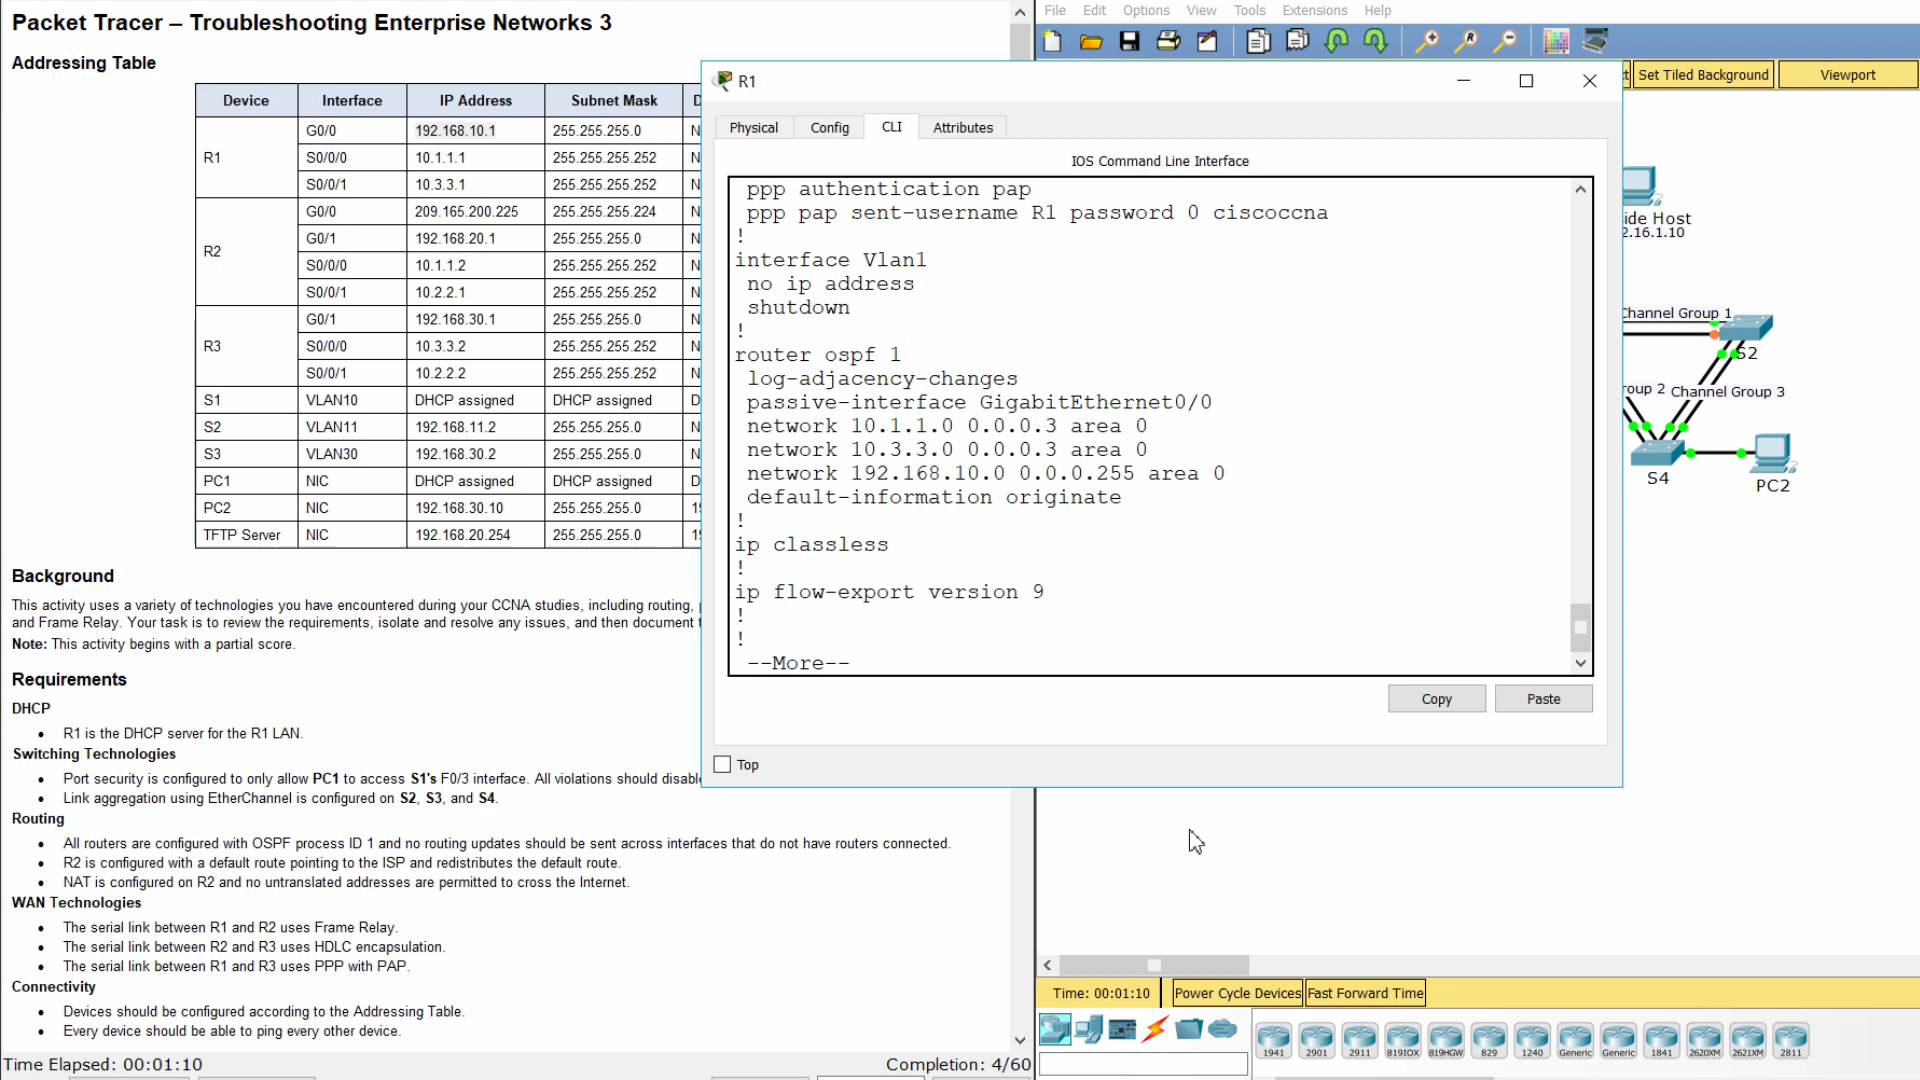 Packet Tracer – Troubleshooting Enterprise Networks 3
Addressing Table
Device Interface IP Address Subnet Mask D
R1 G0/0 192.168.10.1 255.255.255.0 N
S0/0/0 10.1.1.1 255.255.255.252 N
S0/0/1 10.3.3.1 255.255.255.252 N
R2 G0/0 209.165.200.225 255.255.255.224 N
G0/1 192.168.20.1 255.255.255.0 N
S0/0/0 10.1.1.2 255.255.255.252 N
S0/0/1 10.2.2.1 255.255.255.252 N
R3 G0/1 192.168.30.1 255.255.255.0 N
S0/0/0 10.3.3.2 255.255.255.252 N
S0/0/1 10.2.2.2 255.255.255.252 N
S1 VLAN10 DHCP assigned DHCP assigned D
S2 VLAN11 192.168.11.2 255.255.255.0 N
S3 VLAN30 192.168.30.2 255.255.255.0 N
PC1 NIC DHCP assigned DHCP assigned D
PC2 NIC 192.168.30.10 255.255.255.0 19
TFTP Server NIC 192.168.20.254 255.255.255.0 19
Background
This activity uses a variety of technologies you have encountered during your CCNA studies, including routing, p
and Frame Relay. Your task is to review the requirements, isolate and resolve any issues, and then document t
Note: This activity begins with a partial score.
Requirements
DHCP
• R1 is the DHCP server for the R1 LAN.
Switching Technologies
• Port security is configured to only allow PC1 to access S1's F0/3 interface. All violations should disabl
• Link aggregation using EtherChannel is configured on S2, S3, and S4.
Routing
• All routers are configured with OSPF process ID 1 and no routing updates should be sent across interfaces that do not have routers connected.
• R2 is configured with a default route pointing to the ISP and redistributes the default route.
• NAT is configured on R2 and no untranslated addresses are permitted to cross the Internet.
WAN Technologies
• The serial link between R1 and R2 uses Frame Relay.
• The serial link between R2 and R3 uses HDLC encapsulation.
• The serial link between R1 and R3 uses PPP with PAP.
Connectivity
• Devices should be configured according to the Addressing Table.
• Every device should be able to ping every other device.
Time Elapsed: 00:01:10 Completion: 4/60
File Edit Options View Tools Extensions Help
Set Tiled Background Viewport
R1
Physical Config CLI Attributes
IOS Command Line Interface
ppp authentication pap
ppp pap sent-username R1 password 0 ciscoccna
!
interface Vlan1
no ip address
shutdown
!
router ospf 1
log-adjacency-changes
passive-interface GigabitEthernet0/0
network 10.1.1.0 0.0.0.3 area 0
network 10.3.3.0 0.0.0.3 area 0
network 192.168.10.0 0.0.0.255 area 0
default-information originate
!
ip classless
!
ip flow-export version 9
!
!
--More--
Copy Paste
Top
ide Host
2.16.1.10
Channel Group 1
S2
oup 2 Channel Group 3
S4
PC2
Time: 00:01:10 Power Cycle Devices Fast Forward Time
1941 2901 2911 819IOX 819HGW 829 1240 Generic Generic 1841 2620XM 2621XM 2811